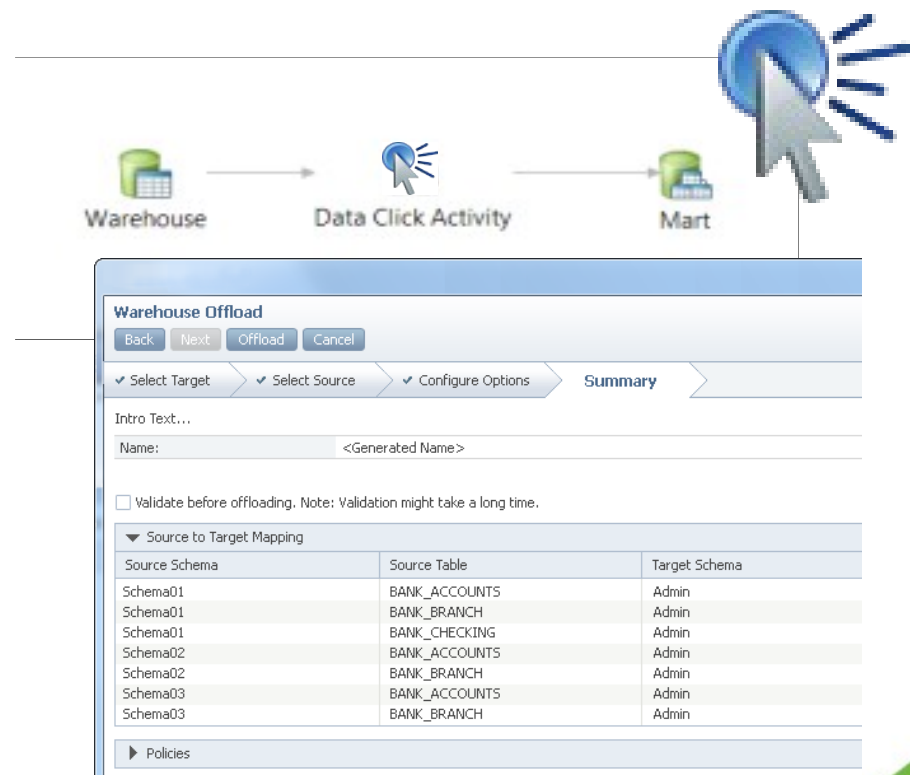 Warehouse
Data Click Activity
Mart
Warehouse Offload
Back Next Offload Cancel
Select Target Select Source Configure Options Summary
Intro Text...
Name: <Generated Name>
Validate before offloading. Note: Validation might take a long time.
Source to Target Mapping
Source Schema Source Table Target Schema
Schema01 BANK_ACCOUNTS Admin
Schema01 BANK_BRANCH Admin
Schema01 BANK_CHECKING Admin
Schema02 BANK_ACCOUNTS Admin
Schema02 BANK_BRANCH Admin
Schema03 BANK_ACCOUNTS Admin
Schema03 BANK_BRANCH Admin
Policies